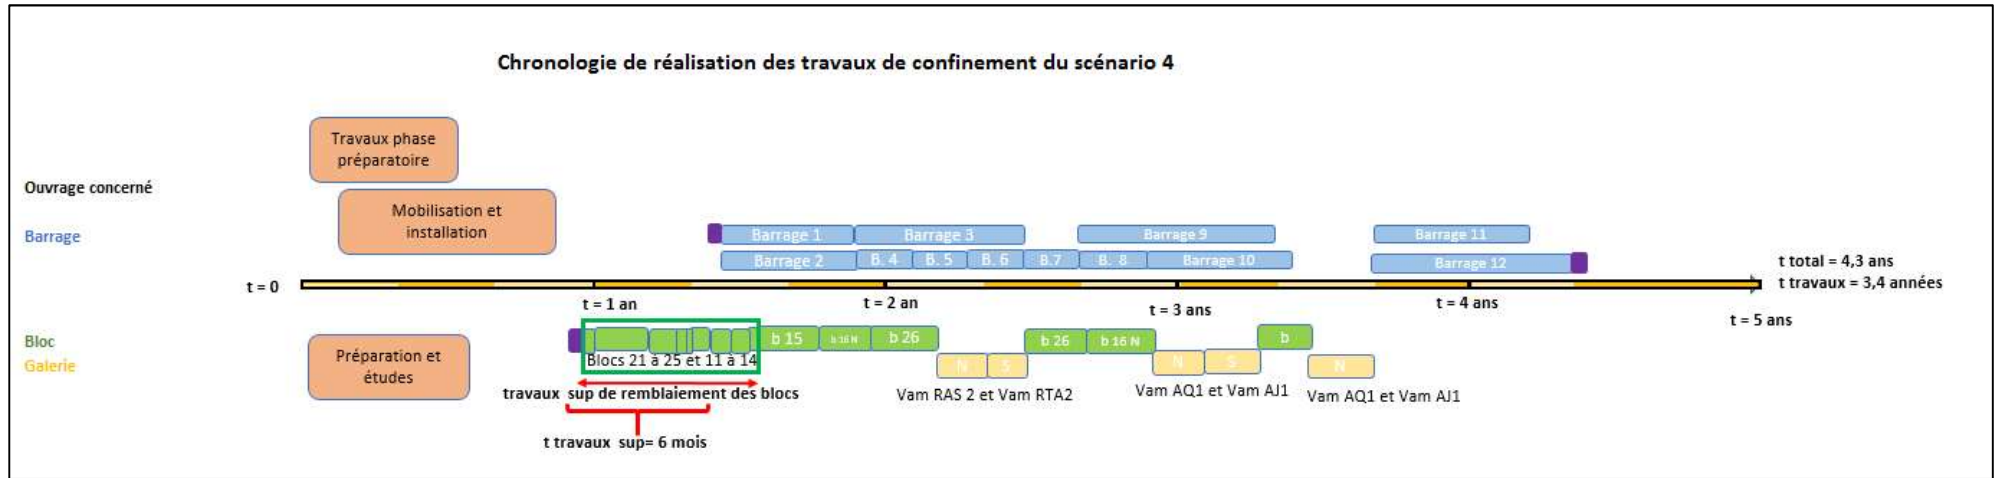 Chronologie de réalisation des travaux de confinement du scénario 4
Travaux phase
préparatoire
Ouvrage concerné
Mobilisation et
installation
Barrage
Barrage 1
Barrage 3
Barrage 9
Barrage 11
Barrage 2
B. 4
B. 5
B. 6
B.7
B. 8
Barrage 10
Barrage 12
t total = 4,3 ans
t travaux = 3,4 années
t = 0
t = 1 an
t = 2 an
t = 3 ans
t = 4 ans
t = 5 ans
Bloc
Galerie
Préparation et
études
b 15
b 16 N
b 26
b 26
b 16 N
b
Blocs 21 à 25 et 11 à 14
N
S
N
S
N
travaux sup de remblaiement des blocs
Vam RAS 2 et Vam RTA2
Vam AQ1 et Vam AJ1
Vam AQ1 et Vam AJ1
t travaux sup= 6 mois